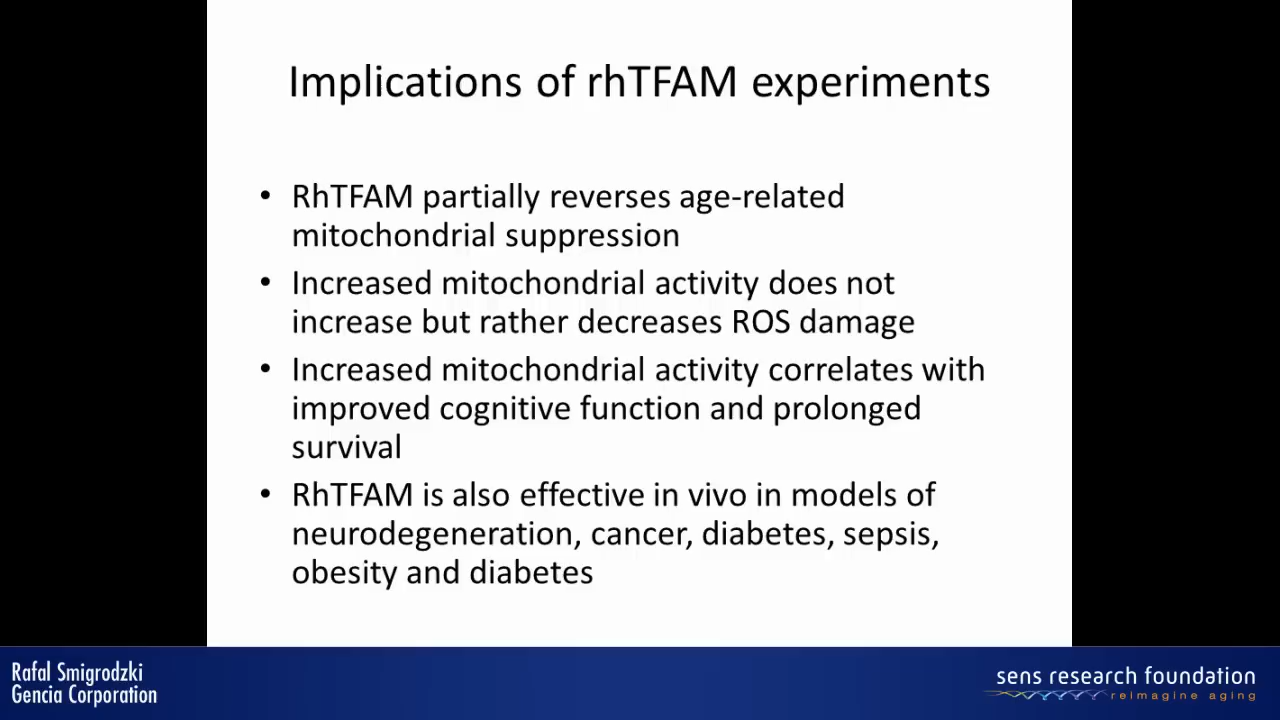 Implications of rhTFAM experiments
• RhTFAM partially reverses age-related
mitochondrial suppression
• Increased mitochondrial activity does not
increase but rather decreases ROS damage
• Increased mitochondrial activity correlates with
improved cognitive function and prolonged
survival
• RhTFAM is also effective in vivo in models of
neurodegeneration, cancer, diabetes, sepsis,
obesity and diabetes
Rafal Smigrodzki
Gencia Corporation
sens research foundation
reimagine aging